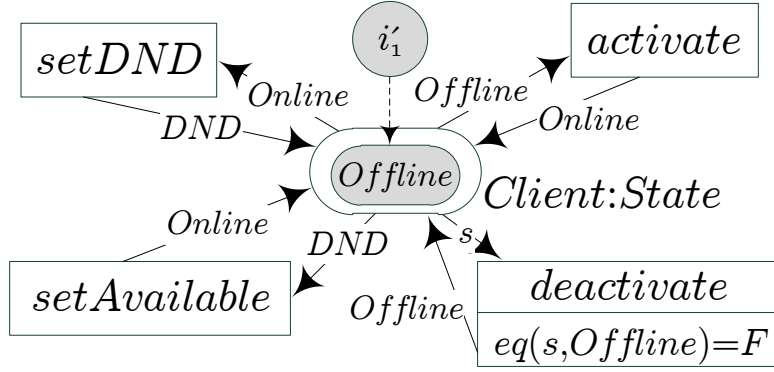 i′₁
setDND
activate
Online
Offline
DND
Online
Offline
Client:State
Online
DND
s
setAvailable
Offline
deactivate
eq(s,Offline)=F